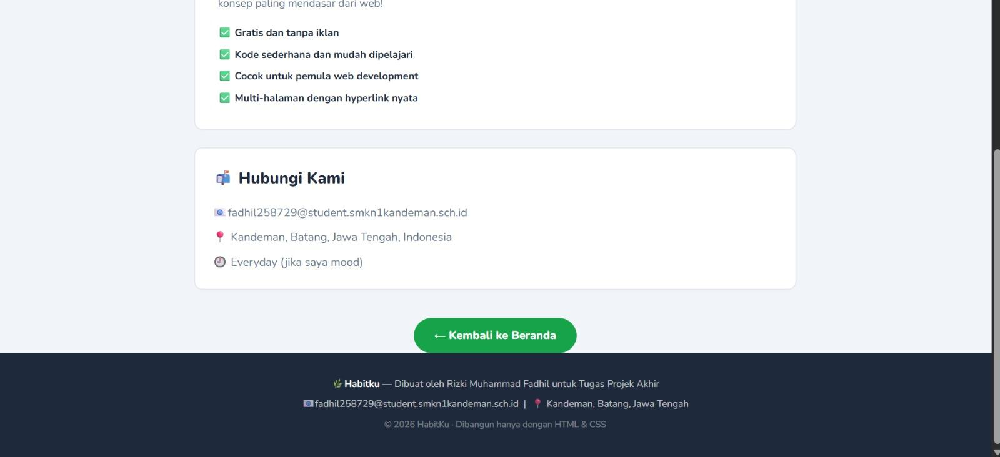 konsep paling mendasar dari web!
✅ Gratis dan tanpa iklan
✅ Kode sederhana dan mudah dipelajari
✅ Cocok untuk pemula web development
✅ Multi-halaman dengan hyperlink nyata
📬 Hubungi Kami
📧 fadhil258729@student.smkn1kandeman.sch.id
📍 Kandeman, Batang, Jawa Tengah, Indonesia
🕘 Everyday (jika saya mood)
← Kembali ke Beranda
🌿 Habitku — Dibuat oleh Rizki Muhammad Fadhil untuk Tugas Projek Akhir
📧 fadhil258729@student.smkn1kandeman.sch.id | 📍 Kandeman, Batang, Jawa Tengah
© 2026 HabitKu · Dibangun hanya dengan HTML & CSS